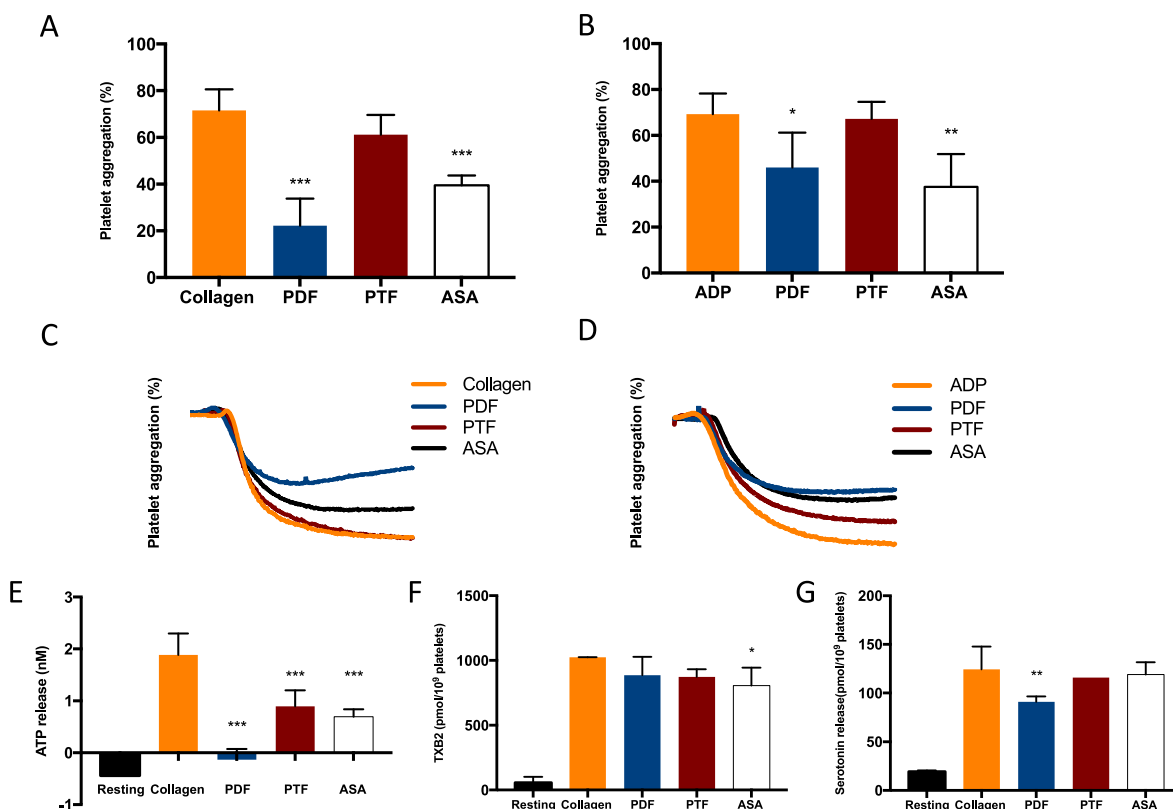 A
Platelet aggregation (%)
100
80
60
40
20
0
***
***
Collagen PDF PTF ASA
B
Platelet aggregation (%)
100
80
60
40
20
0
*
**
ADP PDF PTF ASA
C
Platelet aggregation (%)
Collagen
PDF
PTF
ASA
D
Platelet aggregation (%)
ADP
PDF
PTF
ASA
E
ATP release (nM)
3
2
1
0
-1
***
***
***
Resting Collagen PDF PTF ASA
F
TXB2 (pmol/10⁹ platelets)
1500
1000
500
0
*
Resting Collagen PDF PTF ASA
G
Serotonin release(pmol/10⁹ platelets)
200
150
100
50
0
**
Resting Collagen PDF PTF ASA